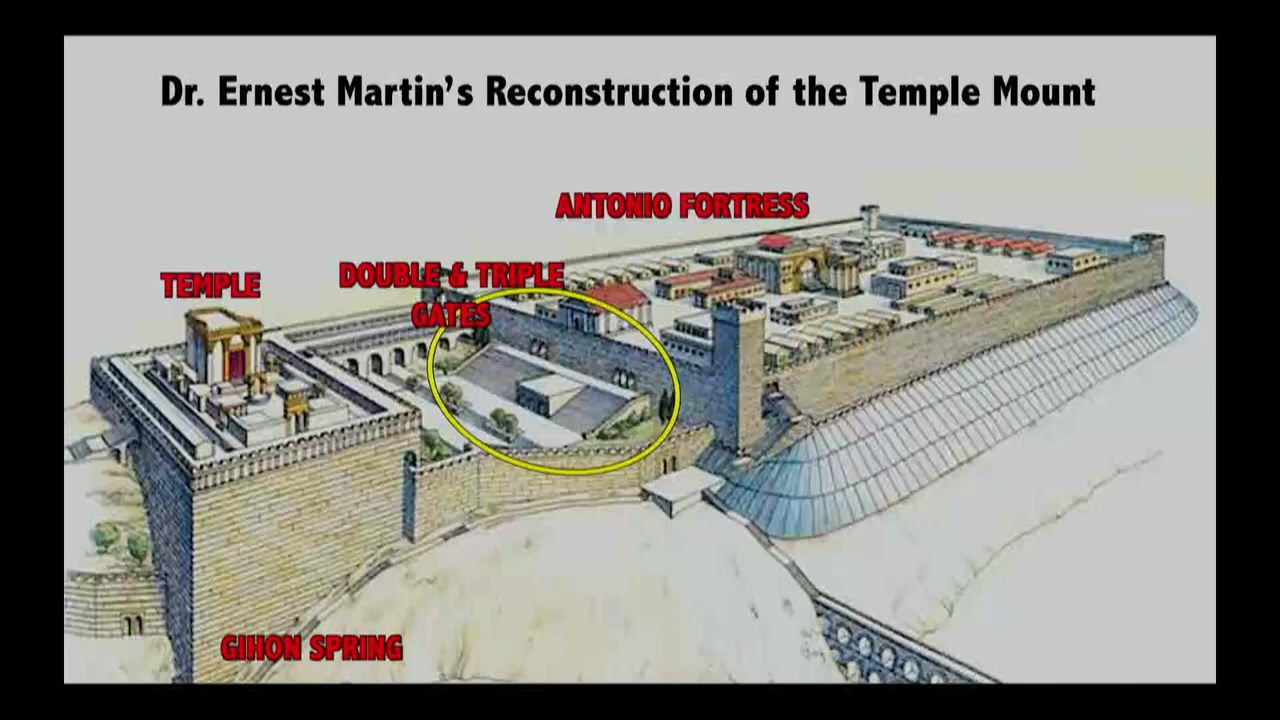 Dr. Ernest Martin's Reconstruction of the Temple Mount
ANTONIO FORTRESS
TEMPLE
DOUBLE & TRIPLE
GATES
GIHON SPRING